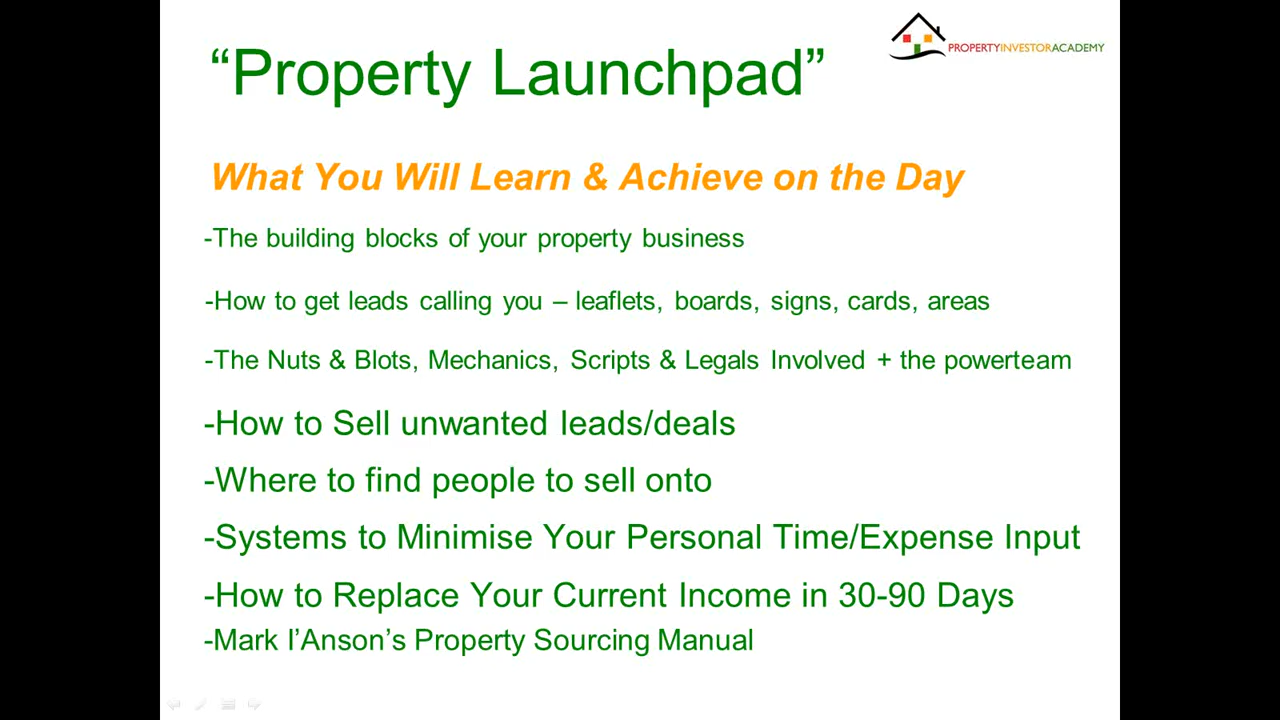 “Property Launchpad”
PROPERTYINVESTORACADEMY
What You Will Learn & Achieve on the Day
-The building blocks of your property business
-How to get leads calling you – leaflets, boards, signs, cards, areas
-The Nuts & Blots, Mechanics, Scripts & Legals Involved + the powerteam
-How to Sell unwanted leads/deals
-Where to find people to sell onto
-Systems to Minimise Your Personal Time/Expense Input
-How to Replace Your Current Income in 30-90 Days
-Mark I’Anson’s Property Sourcing Manual